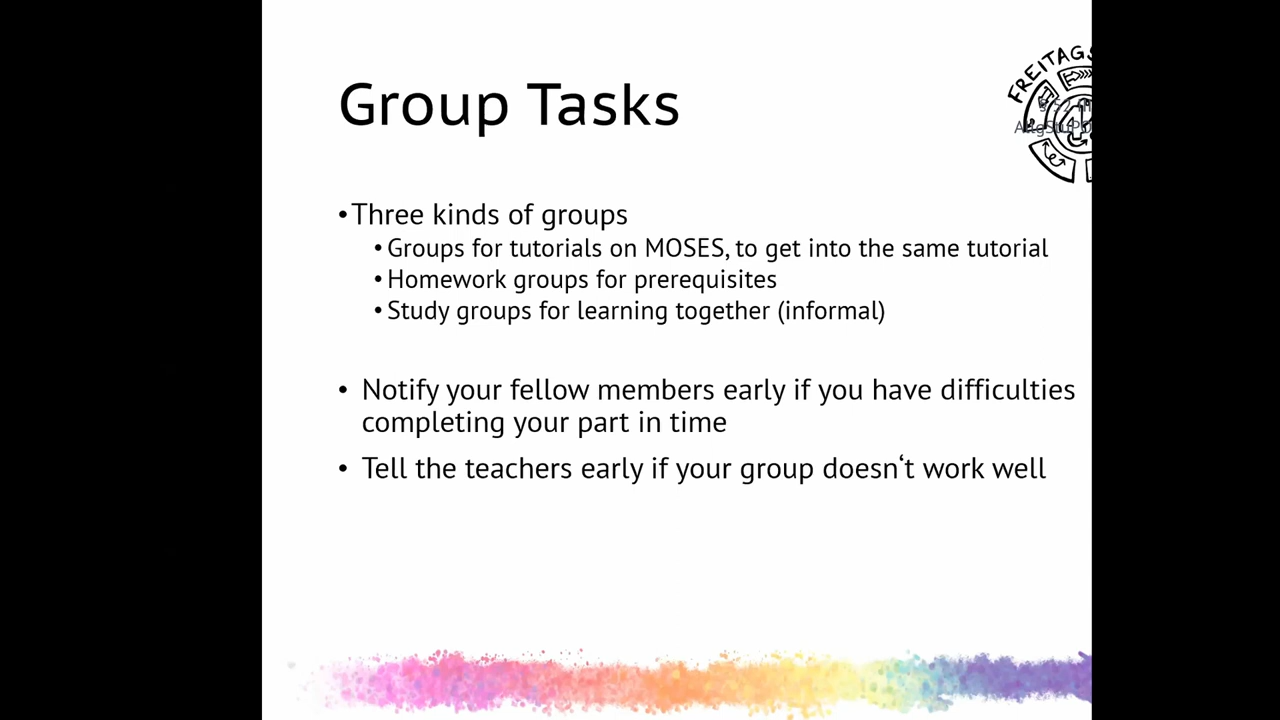 Group Tasks
FREITAGS
•Three kinds of groups
•Groups for tutorials on MOSES, to get into the same tutorial
•Homework groups for prerequisites
•Study groups for learning together (informal)
• Notify your fellow members early if you have difficulties
completing your part in time
• Tell the teachers early if your group doesn‘t work well